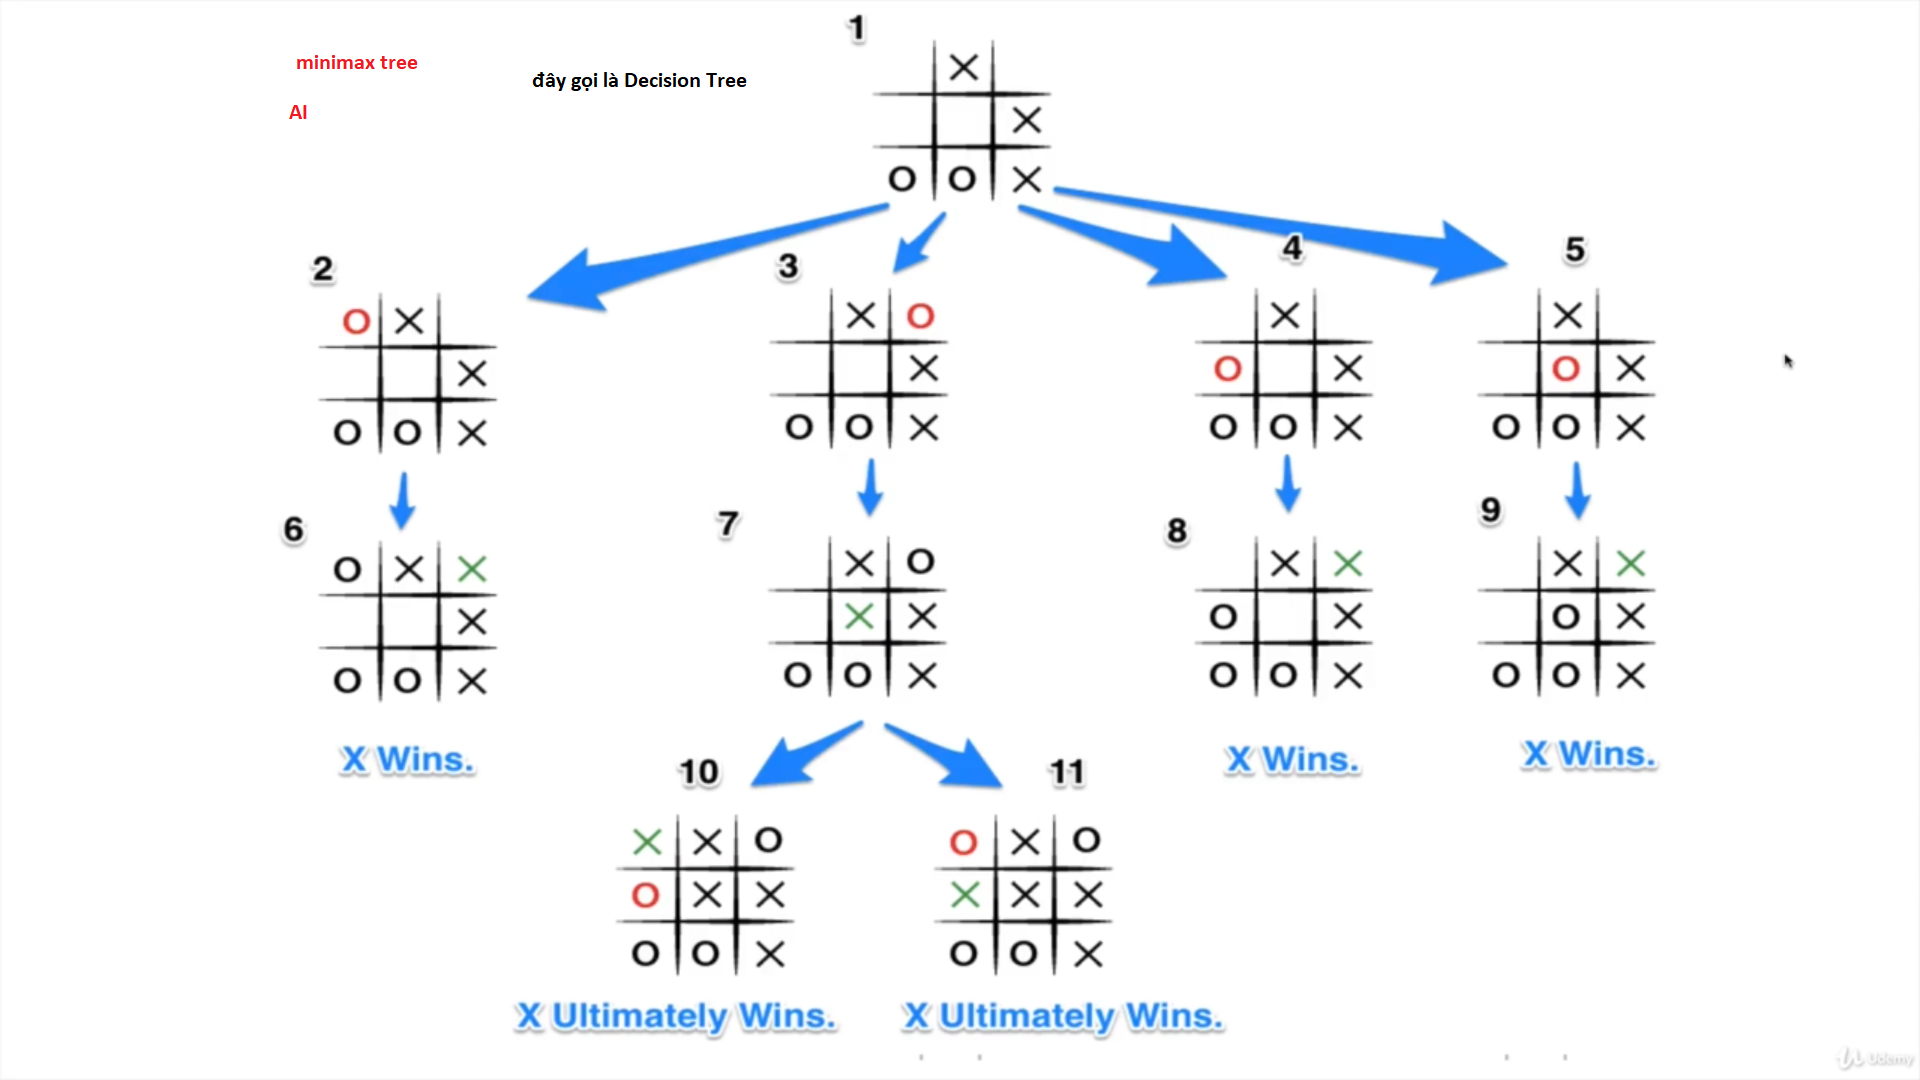 1
minimax tree
đây gọi là Decision Tree
AI
X
X
O O X
2
3
4
5
O X
X
O O X
X O
X
O O X
X
O X
O O X
X
O X
O O X
6
7
8
9
O X X
X
O O X
X O
X X
O O X
X X
O X
O O X
X X
O X
O O X
X Wins.
X Wins.
X Wins.
10
11
X X O
O X X
O O X
O X O
X X X
O O X
X Ultimately Wins.
X Ultimately Wins.
Udemy